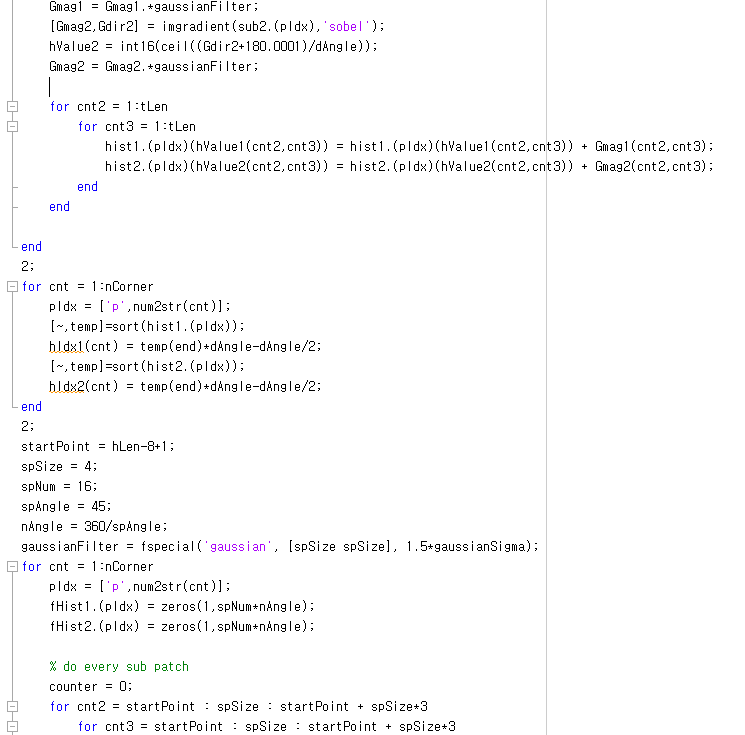 Gmag1 = Gmag1.*gaussianFilter;
[Gmag2,Gdir2] = imgradient(sub2.(pIdx),'sobel');
hValue2 = int16(ceil((Gdir2+180.0001)/dAngle));
Gmag2 = Gmag2.*gaussianFilter;
for cnt2 = 1:tLen
for cnt3 = 1:tLen
hist1.(pIdx)(hValue1(cnt2,cnt3)) = hist1.(pIdx)(hValue1(cnt2,cnt3)) + Gmag1(cnt2,cnt3);
hist2.(pIdx)(hValue2(cnt2,cnt3)) = hist2.(pIdx)(hValue2(cnt2,cnt3)) + Gmag2(cnt2,cnt3);
end
end
end
2;
for cnt = 1:nCorner
pIdx = ['p',num2str(cnt)];
[~,temp]=sort(hist1.(pIdx));
hIdx1(cnt) = temp(end)*dAngle-dAngle/2;
[~,temp]=sort(hist2.(pIdx));
hIdx2(cnt) = temp(end)*dAngle-dAngle/2;
end
2;
startPoint = hLen-8+1;
spSize = 4;
spNum = 16;
spAngle = 45;
nAngle = 360/spAngle;
gaussianFilter = fspecial('gaussian', [spSize spSize], 1.5*gaussianSigma);
for cnt = 1:nCorner
pIdx = ['p',num2str(cnt)];
fHist1.(pIdx) = zeros(1,spNum*nAngle);
fHist2.(pIdx) = zeros(1,spNum*nAngle);
% do every sub patch
counter = 0;
for cnt2 = startPoint : spSize : startPoint + spSize*3
for cnt3 = startPoint : spSize : startPoint + spSize*3